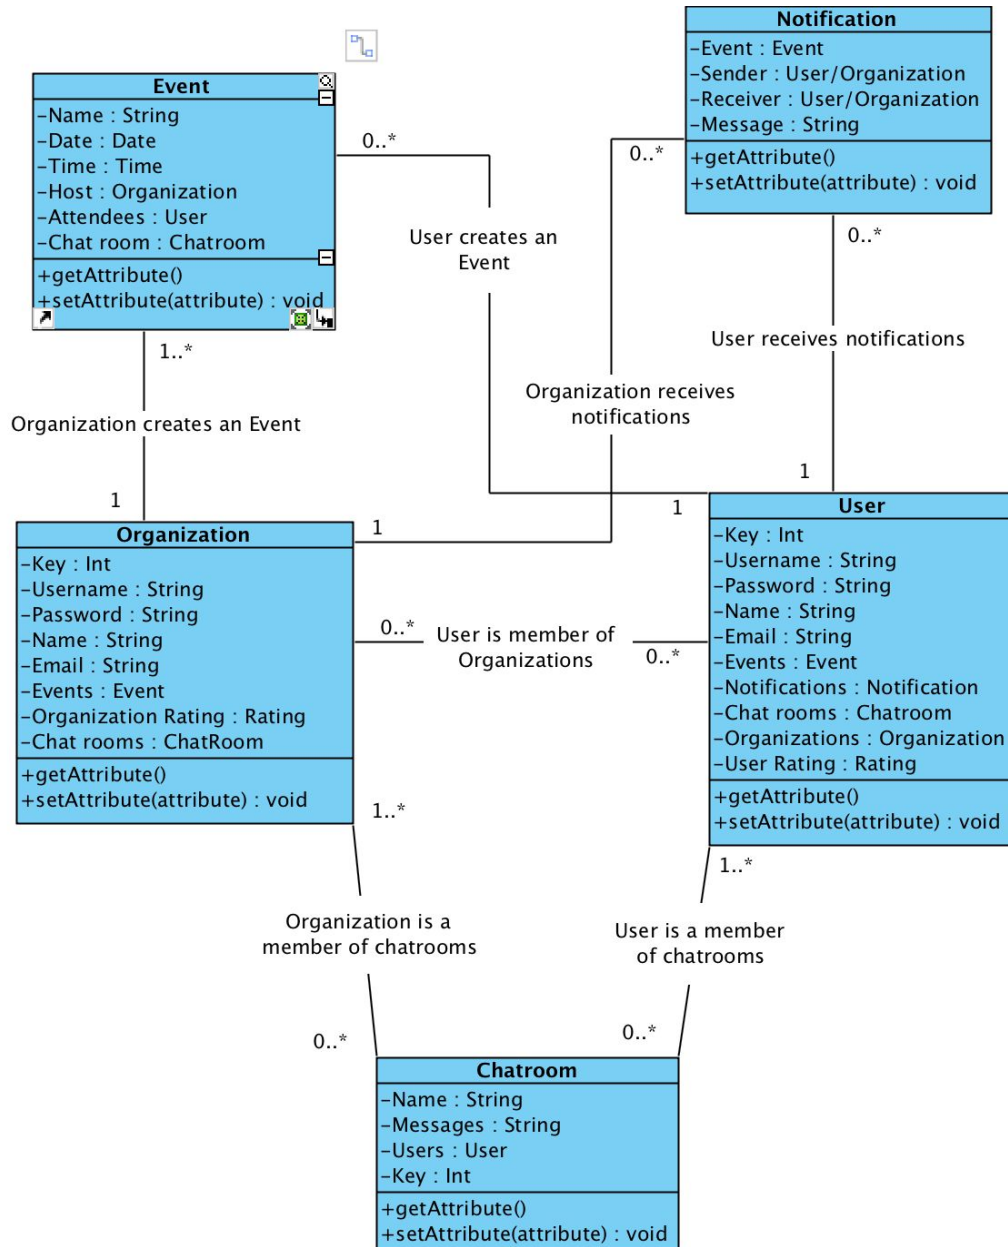 Notification
-Event : Event
-Sender : User/Organization
-Receiver : User/Organization
-Message : String
+getAttribute()
+setAttribute(attribute) : void
Event
-Name : String
-Date : Date
-Time : Time
-Host : Organization
-Attendees : User
-Chat room : Chatroom
+getAttribute()
+setAttribute(attribute) : void
0..*
0..*
0..*
User creates an
Event
1..*
User receives notifications
Organization receives
notifications
Organization creates an Event
1
1
1
1
Organization
-Key : Int
-Username : String
-Password : String
-Name : String
-Email : String
-Events : Event
-Organization Rating : Rating
-Chat rooms : ChatRoom
+getAttribute()
+setAttribute(attribute) : void
0..*
User is member of
Organizations
0..*
User
-Key : Int
-Username : String
-Password : String
-Name : String
-Email : String
-Events : Event
-Notifications : Notification
-Chat rooms : Chatroom
-Organizations : Organization
-User Rating : Rating
+getAttribute()
+setAttribute(attribute) : void
1..*
1..*
Organization is a
member of chatrooms
User is a member
of chatrooms
0..*
0..*
Chatroom
-Name : String
-Messages : String
-Users : User
-Key : Int
+getAttribute()
+setAttribute(attribute) : void